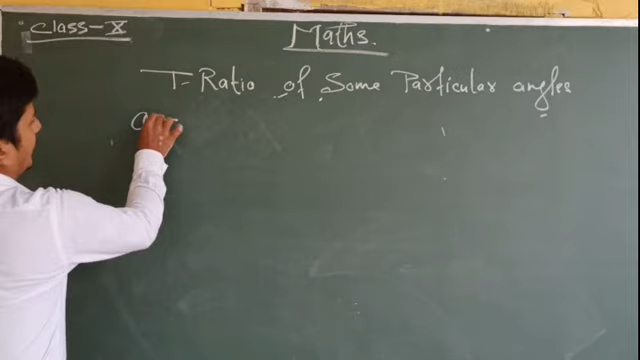 Class-X
Maths.
T-Ratio of Some Particular angles